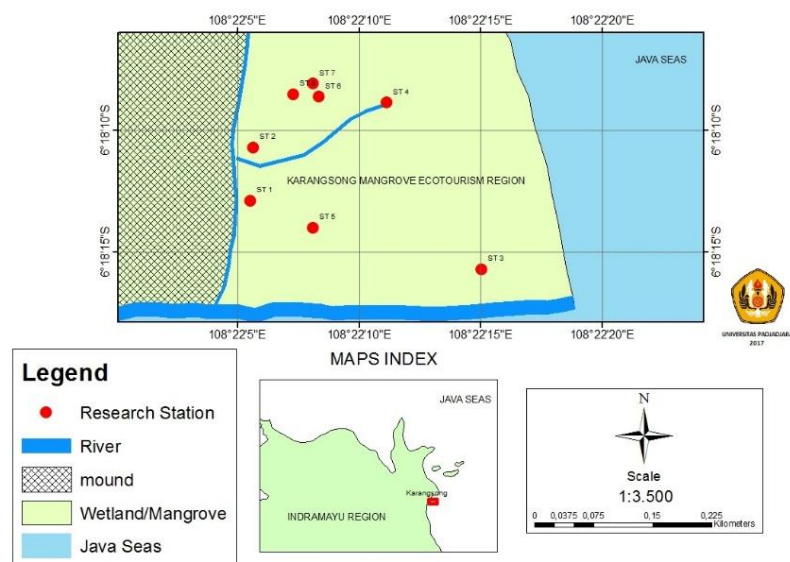 108°22'5"E 108°22'10"E 108°22'15"E 108°22'20"E
JAVA SEAS
ST 7
ST 6
ST 4
6°18'10"S 6°18'10"S
ST 2
KARANGSONG MANGROVE ECOTOURISM REGION
ST 1
ST 5
6°18'15"S 6°18'15"S
ST 3
108°22'5"E 108°22'10"E 108°22'15"E 108°22'20"E
UNIVERSITAS PADJADJARAN
2017
MAPS INDEX
Legend
Research Station
River
mound
Wetland/Mangrove
Java Seas
JAVA SEAS
Karangsong
INDRAMAYU REGION
N
Scale
1:3.500
0 0,0375 0,075 0,15 0,225
Kilometers